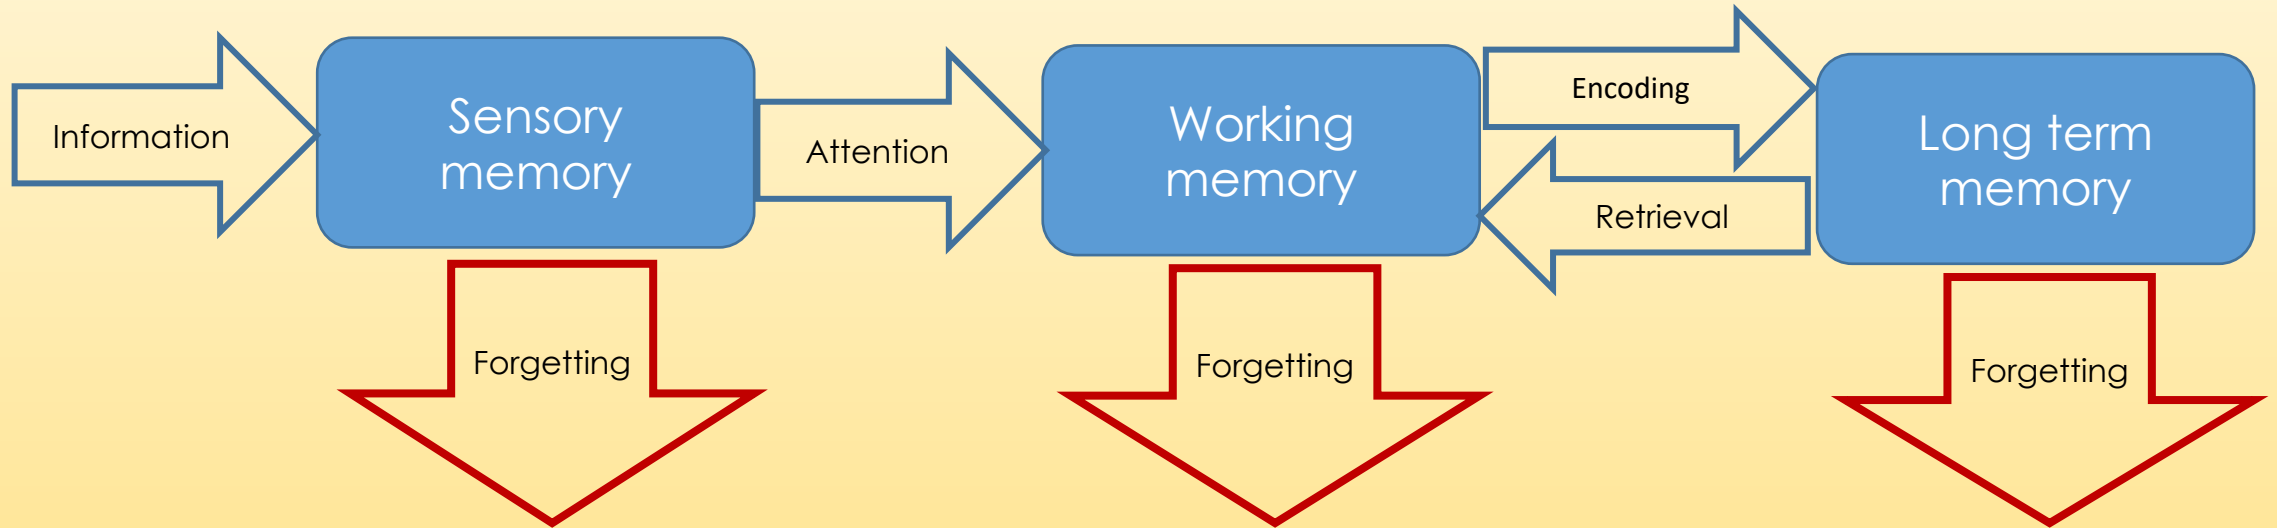 Information
Sensory
memory
Attention
Working
memory
Encoding
Retrieval
Long term
memory
Forgetting
Forgetting
Forgetting